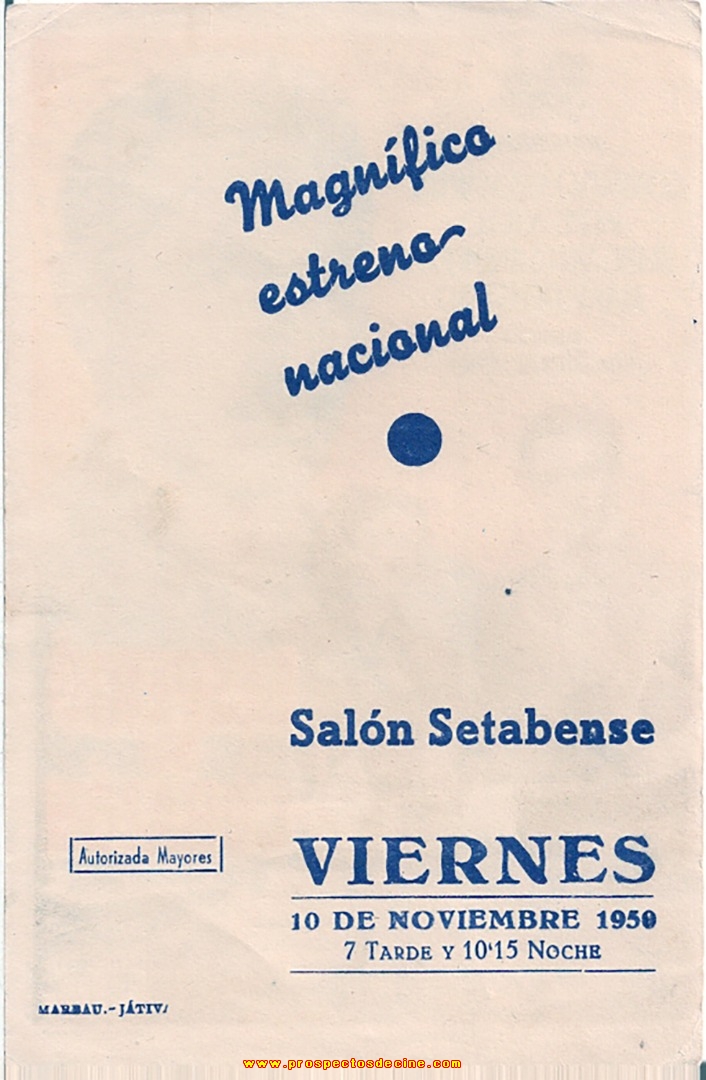 Magnífico
estreno
nacional
Salón Setabense
Autorizada Mayores
VIERNES
10 DE NOVIEMBRE 1950
7 TARDE Y 10'15 NOCHE
MARBAU.-JÁTIVA
www.prospectosdecine.com